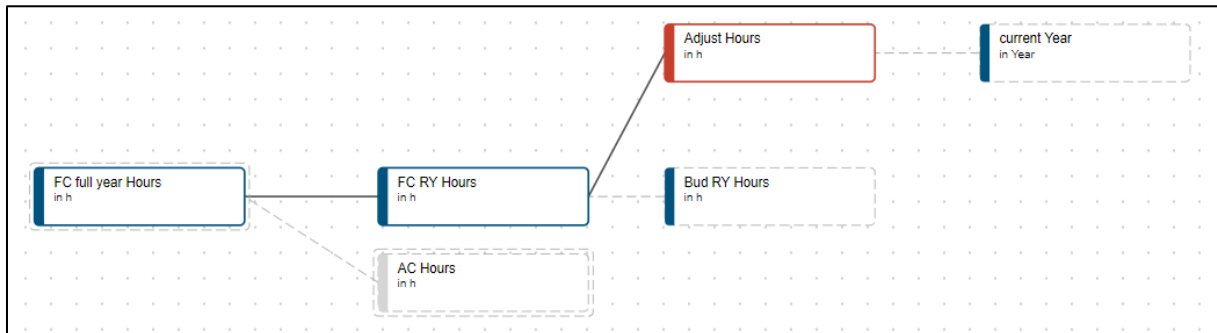 Adjust Hours
in h
current Year
in Year
FC full year Hours
in h
FC RY Hours
in h
Bud RY Hours
in h
AC Hours
in h